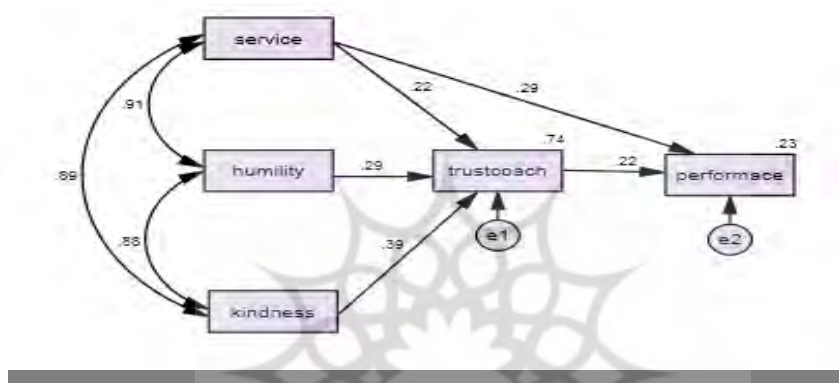 service
.22
.29
.91
.74
.23
.89
humility
.29
trustcoach
.22
performace
.88
e1
e2
.39
kindness